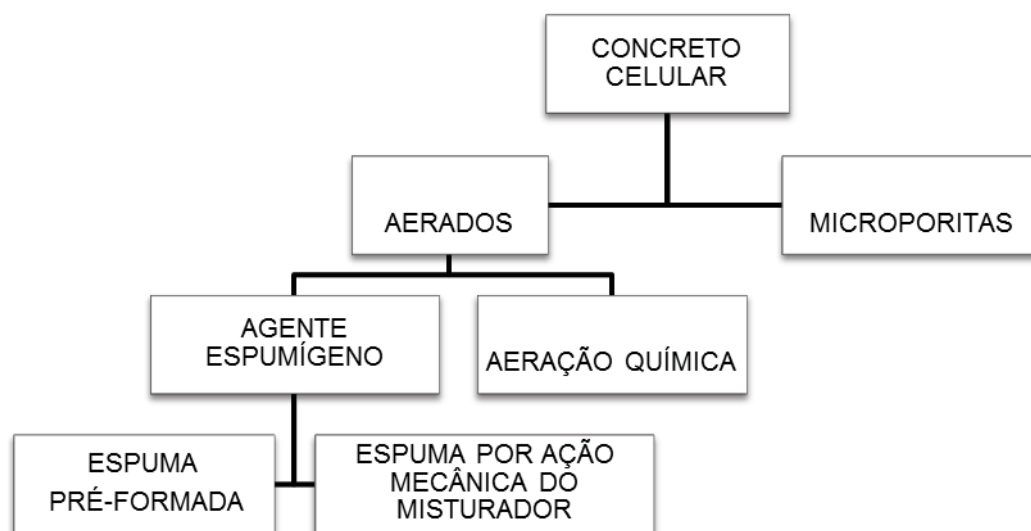 CONCRETO
CELULAR
AERADOS
MICROPORITAS
AGENTE
ESPUMÍGENO
AERAÇÃO QUÍMICA
ESPUMA
PRÉ-FORMADA
ESPUMA POR AÇÃO
MECÂNICA DO
MISTURADOR